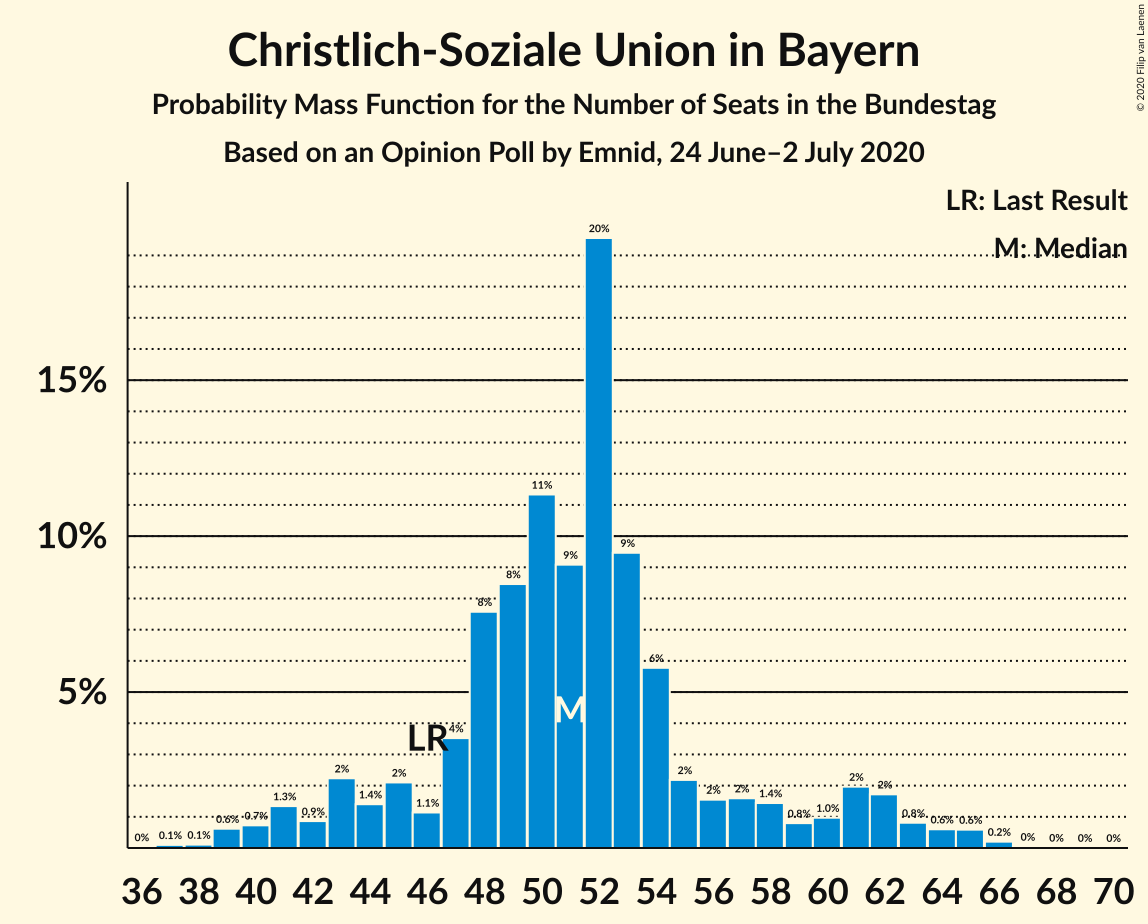 Christlich-Soziale Union in Bayern
Probability Mass Function for the Number of Seats in the Bundestag
Based on an Opinion Poll by Emnid, 24 June–2 July 2020
© 2020 Filip van Laenen
LR: Last Result
M: Median
15%
10%
5%
0% 0.1% 0.1% 0.6% 0.7% 1.3% 0.9% 2% 1.4% 2% 1.1% 4% 8% 8% 11% 9% 20% 9% 6% 2% 2% 2% 1.4% 0.8% 1.0% 2% 2% 0.8% 0.6% 0.6% 0.2% 0% 0% 0% 0%
LR
M
36 38 40 42 44 46 48 50 52 54 56 58 60 62 64 66 68 70